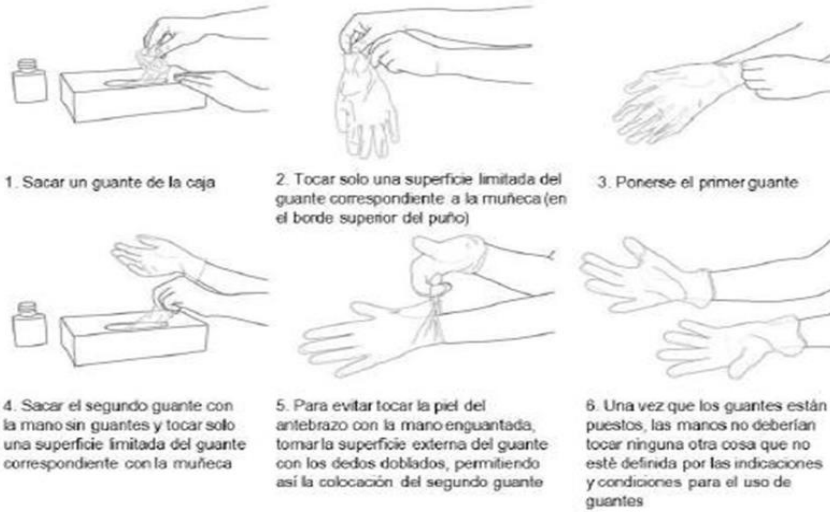 1. Sacar un guante de la caja
2. Tocar solo una superficie limitada del
guante correspondiente a la muñeca (en
el borde superior del puño)
3. Ponerse el primer guante
4. Sacar el segundo guante con
la mano sin guantes y tocar solo
una superficie limitada del guante
correspondiente con la muñeca
5. Para evitar tocar la piel del
antebrazo con la mano enguantada,
tomar la superficie externa del guante
con los dedos doblados, permitiendo
así la colocación del segundo guante
6. Una vez que los guantes están
puestos, las manos no deberían
tocar ninguna otra cosa que no
esté definida por las indicaciones
y condiciones para el uso de
guantes